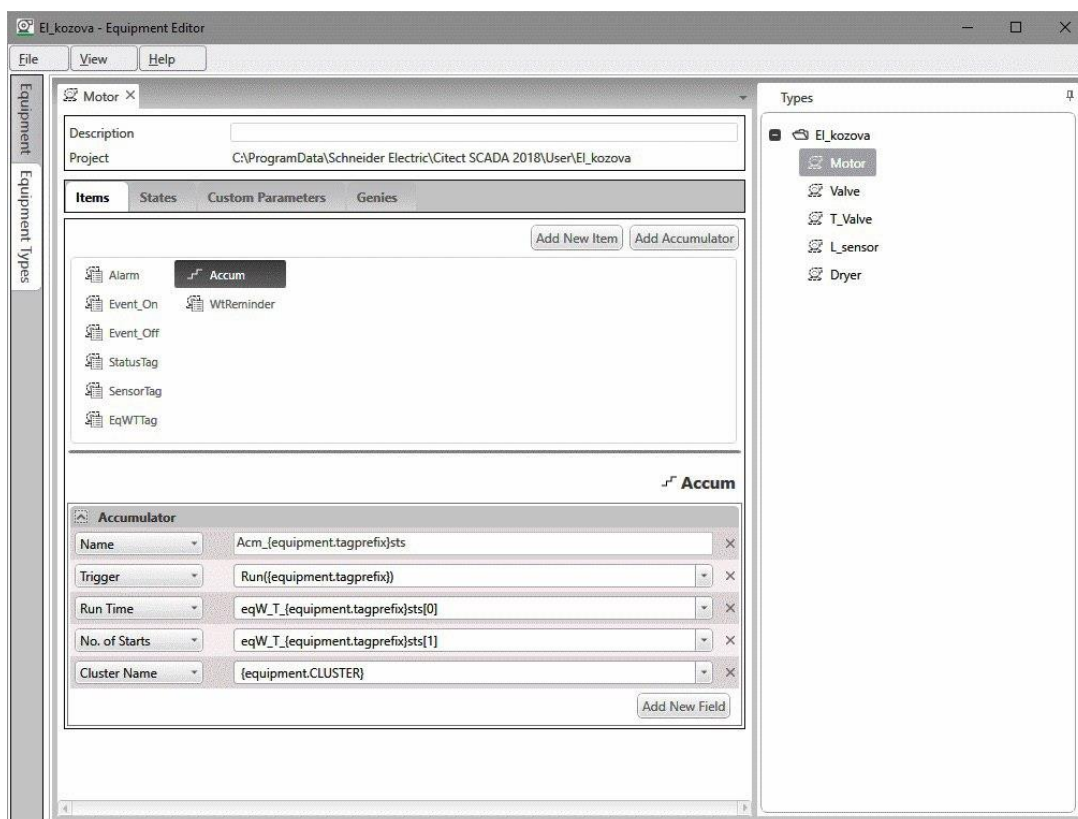 El_kozova - Equipment Editor
File View Help
Equipment
Equipment Types
Motor
Description
Project C:\ProgramData\Schneider Electric\Citect SCADA 2018\User\El_kozova
Items States Custom Parameters Genies
Add New Item Add Accumulator
Alarm Accum
Event_On WtReminder
Event_Off
StatusTag
SensorTag
EqWTTag
Accum
Accumulator
Name Acm_{equipment.tagprefix}sts
Trigger Run({equipment.tagprefix})
Run Time eqW_T_{equipment.tagprefix}sts[0]
No. of Starts eqW_T_{equipment.tagprefix}sts[1]
Cluster Name {equipment.CLUSTER}
Add New Field
Types
El_kozova
Motor
Valve
T_Valve
L_sensor
Dryer